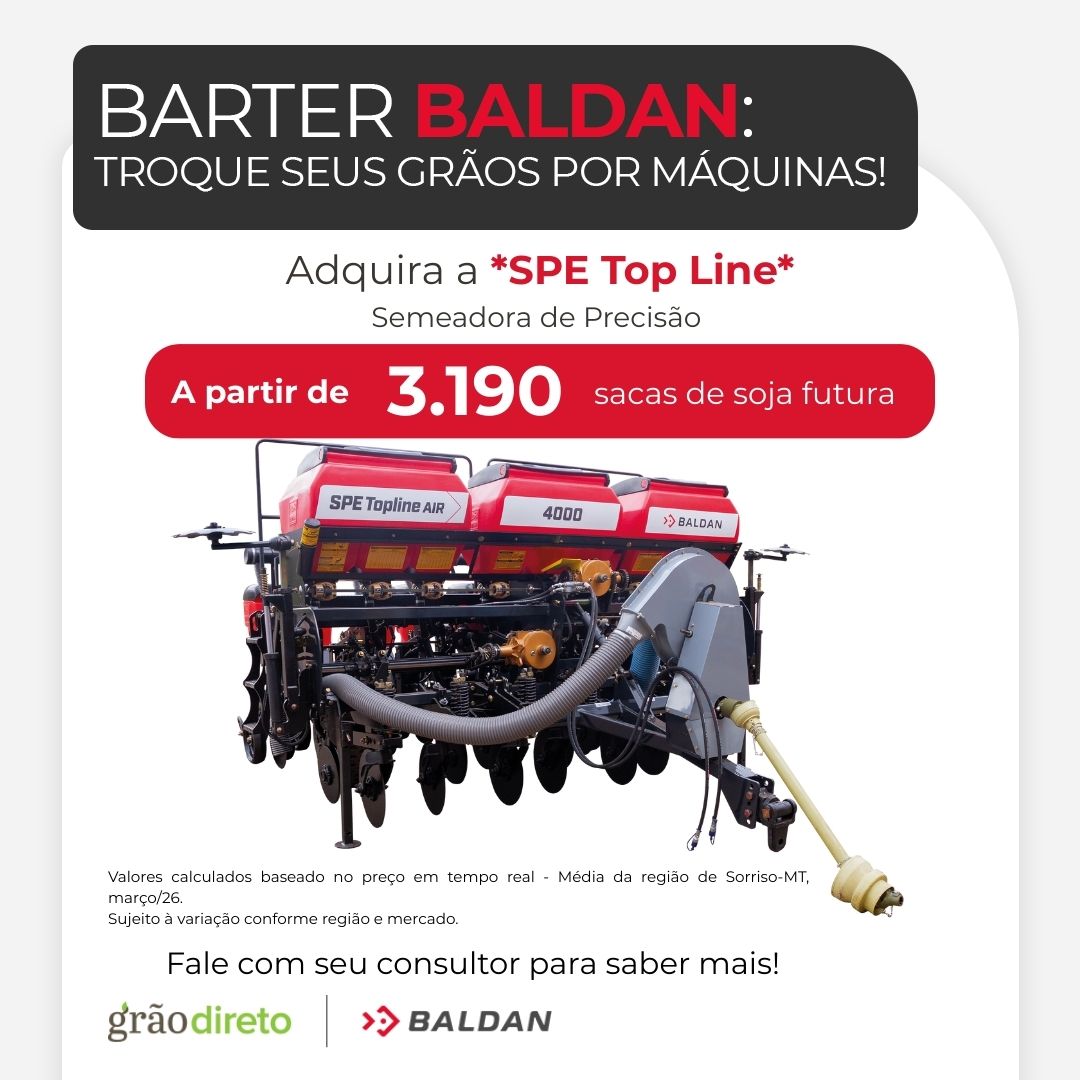 BARTER BALDAN:
TROQUE SEUS GRÃOS POR MÁQUINAS!
Adquira a *SPE Top Line*
Semeadora de Precisão
A partir de 3.190 sacas de soja futura
SPE Topline AIR
4000
BALDAN
Valores calculados baseado no preço em tempo real - Média da região de Sorriso-MT,
março/26.
Sujeito à variação conforme região e mercado.
Fale com seu consultor para saber mais!
grãodireto
BALDAN